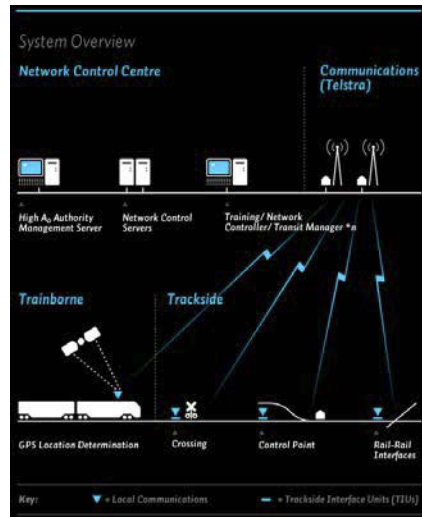 System Overview
Network Control Centre
Communications
(Telstra)
High A₀ Authority
Management Server
Network Control
Servers
Training/ Network
Controller/ Transit Manager *n
Trainborne
Trackside
GPS Location Determination
Crossing
Control Point
Rail-Rail
Interfaces
Key:
= Local Communications
= Trackside Interface Units (TIUs)